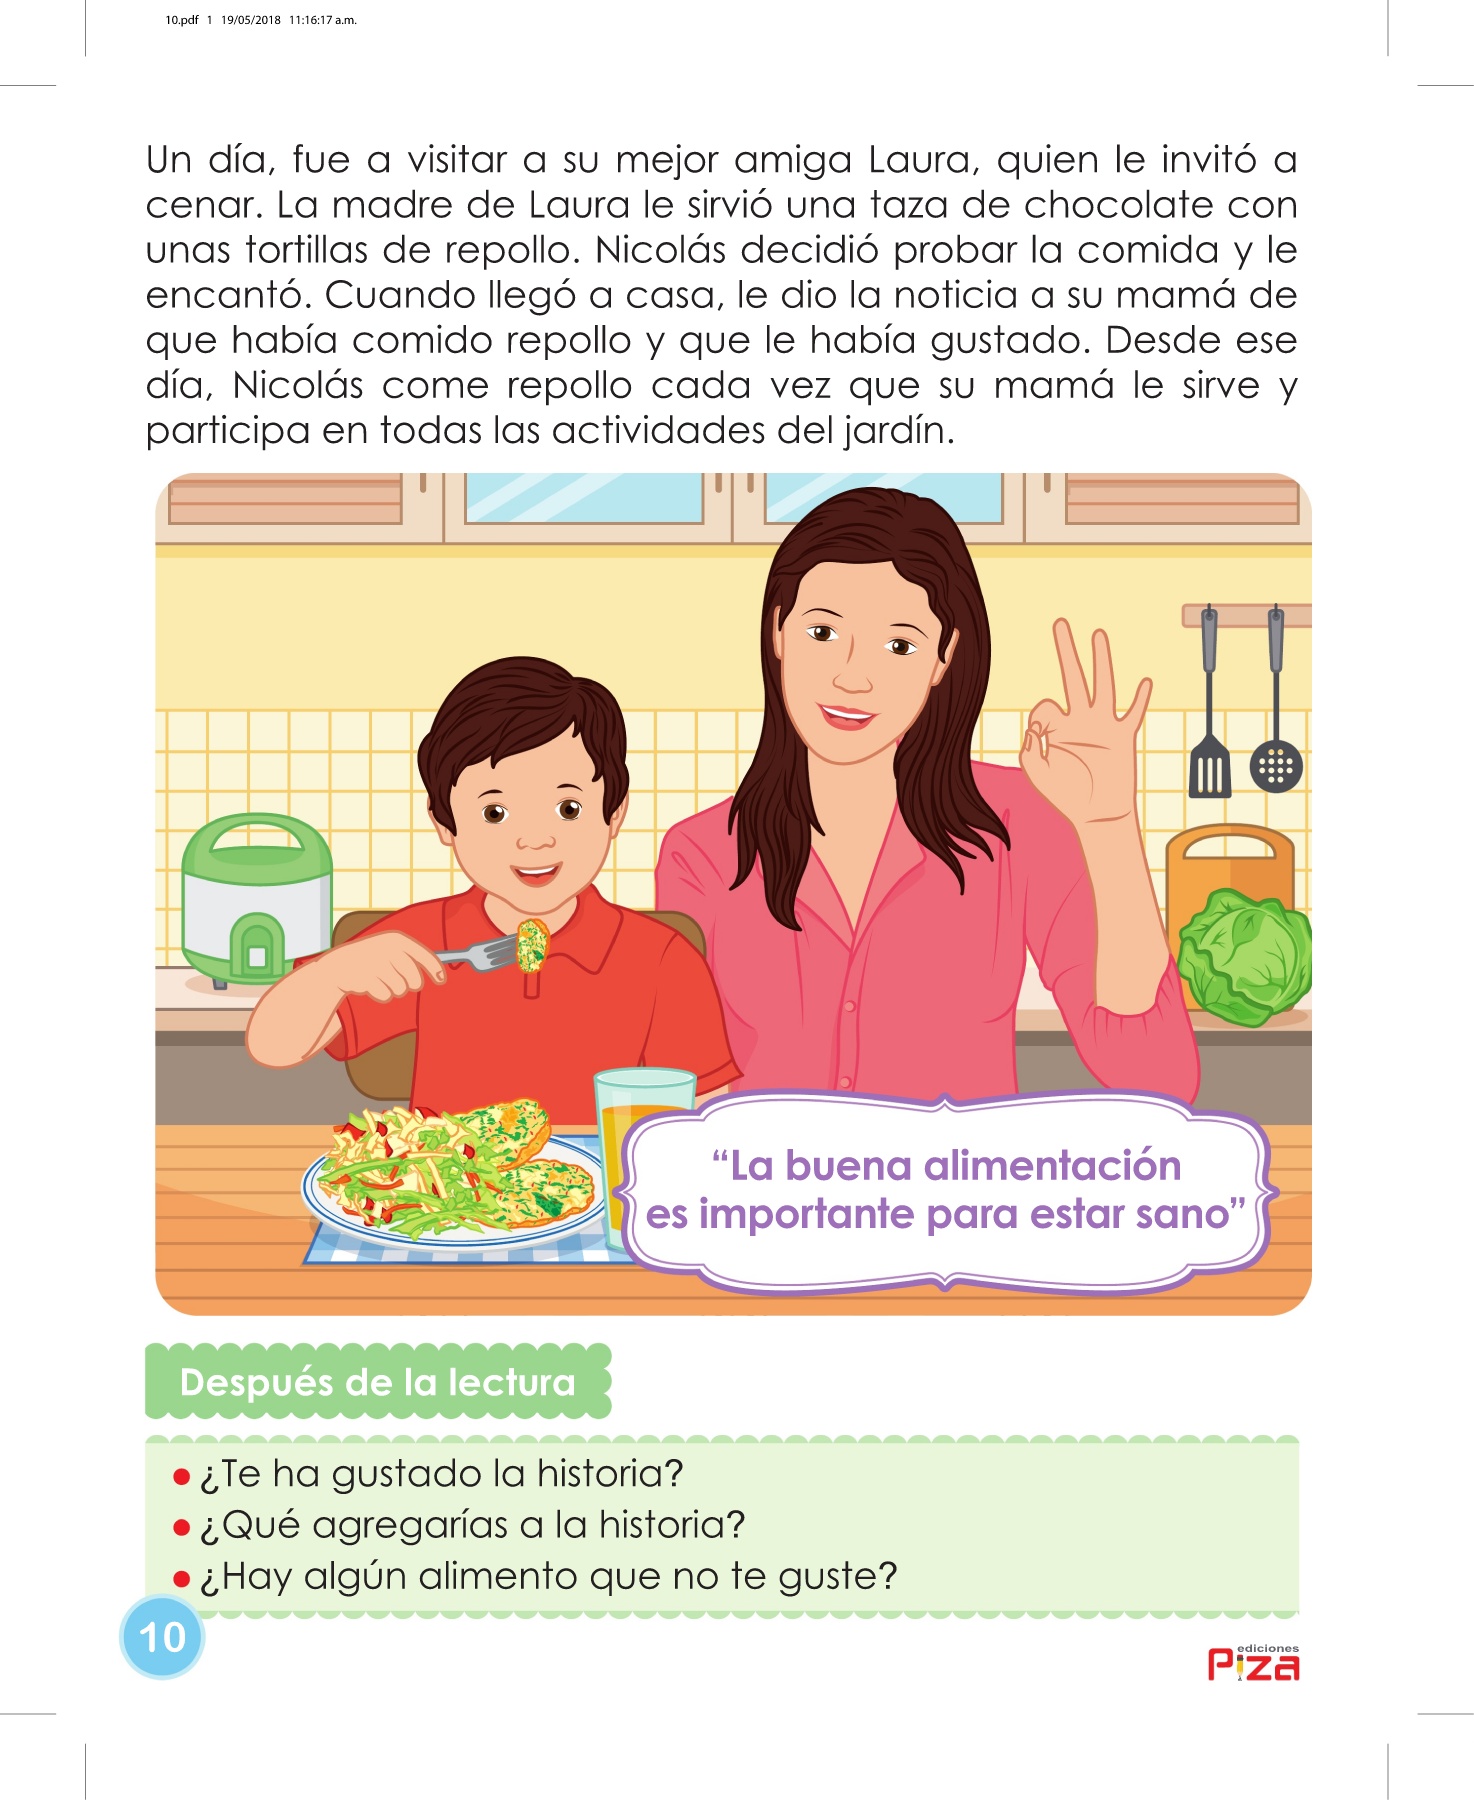 10.pdf 1 19/05/2018 11:16:17 a.m.
Un día, fue a visitar a su mejor amiga Laura, quien le invitó a
cenar. La madre de Laura le sirvió una taza de chocolate con
unas tortillas de repollo. Nicolás decidió probar la comida y le
encantó. Cuando llegó a casa, le dio la noticia a su mamá de
que había comido repollo y que le había gustado. Desde ese
día, Nicolás come repollo cada vez que su mamá le sirve y
participa en todas las actividades del jardín.
“La buena alimentación
es importante para estar sano”
Después de la lectura
● ¿Te ha gustado la historia?
● ¿Qué agregarías a la historia?
● ¿Hay algún alimento que no te guste?
10
ediciones
Piza